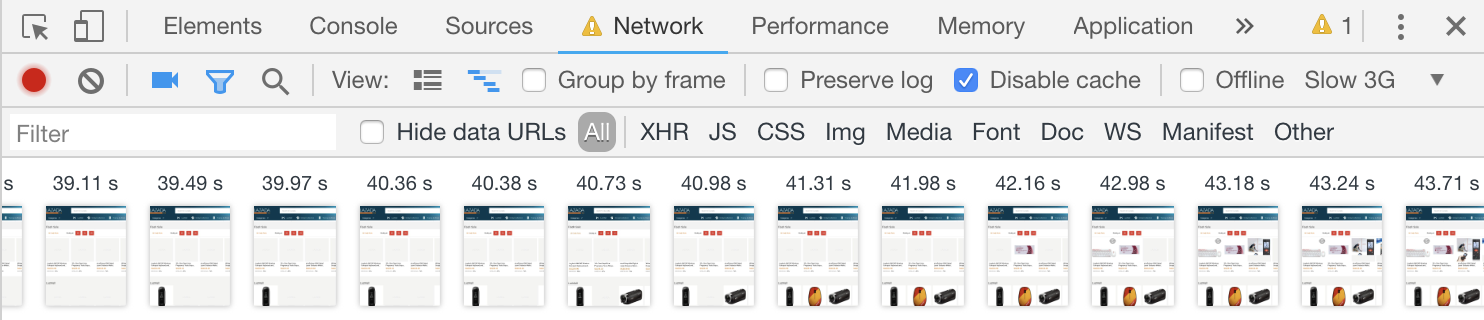 Elements Console Sources Network Performance Memory Application » 1
View: Group by frame Preserve log Disable cache Offline Slow 3G
Filter Hide data URLs All XHR JS CSS Img Media Font Doc WS Manifest Other
s 39.11 s 39.49 s 39.97 s 40.36 s 40.38 s 40.73 s 40.98 s 41.31 s 41.98 s 42.16 s 42.98 s 43.18 s 43.24 s 43.71 s